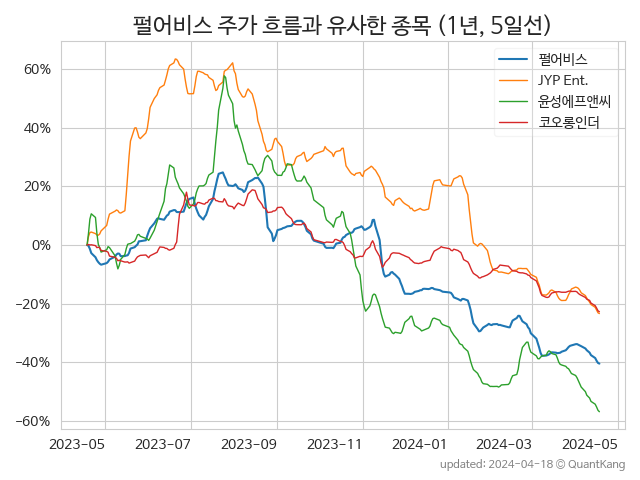 펄어비스 주가 흐름과 유사한 종목 (1년, 5일선)
펄어비스
JYP Ent.
윤성에프앤씨
코오롱인더
60%
40%
20%
0%
−20%
−40%
−60%
2023-05 2023-07 2023-09 2023-11 2024-01 2024-03 2024-05
updated: 2024-04-18 © QuantKang